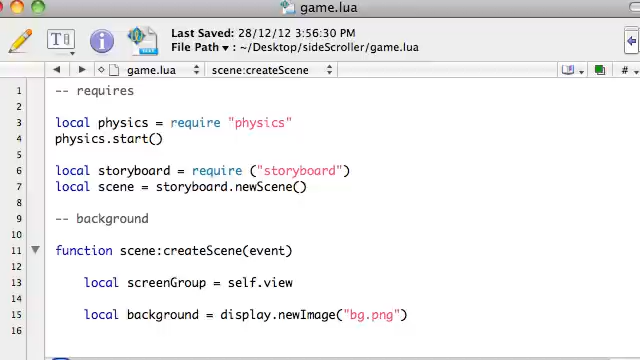 game.lua
Last Saved: 28/12/12 3:56:30 PM
File Path ▾ : ~/Desktop/sideScroller/game.lua
T
i
LUA
game.lua scene:createScene #
1 -- requires
2
3 local physics = require "physics"
4 physics.start()
5
6 local storyboard = require ("storyboard")
7 local scene = storyboard.newScene()
8
9 -- background
10
11 function scene:createScene(event)
12
13 local screenGroup = self.view
14
15 local background = display.newImage("bg.png")
16